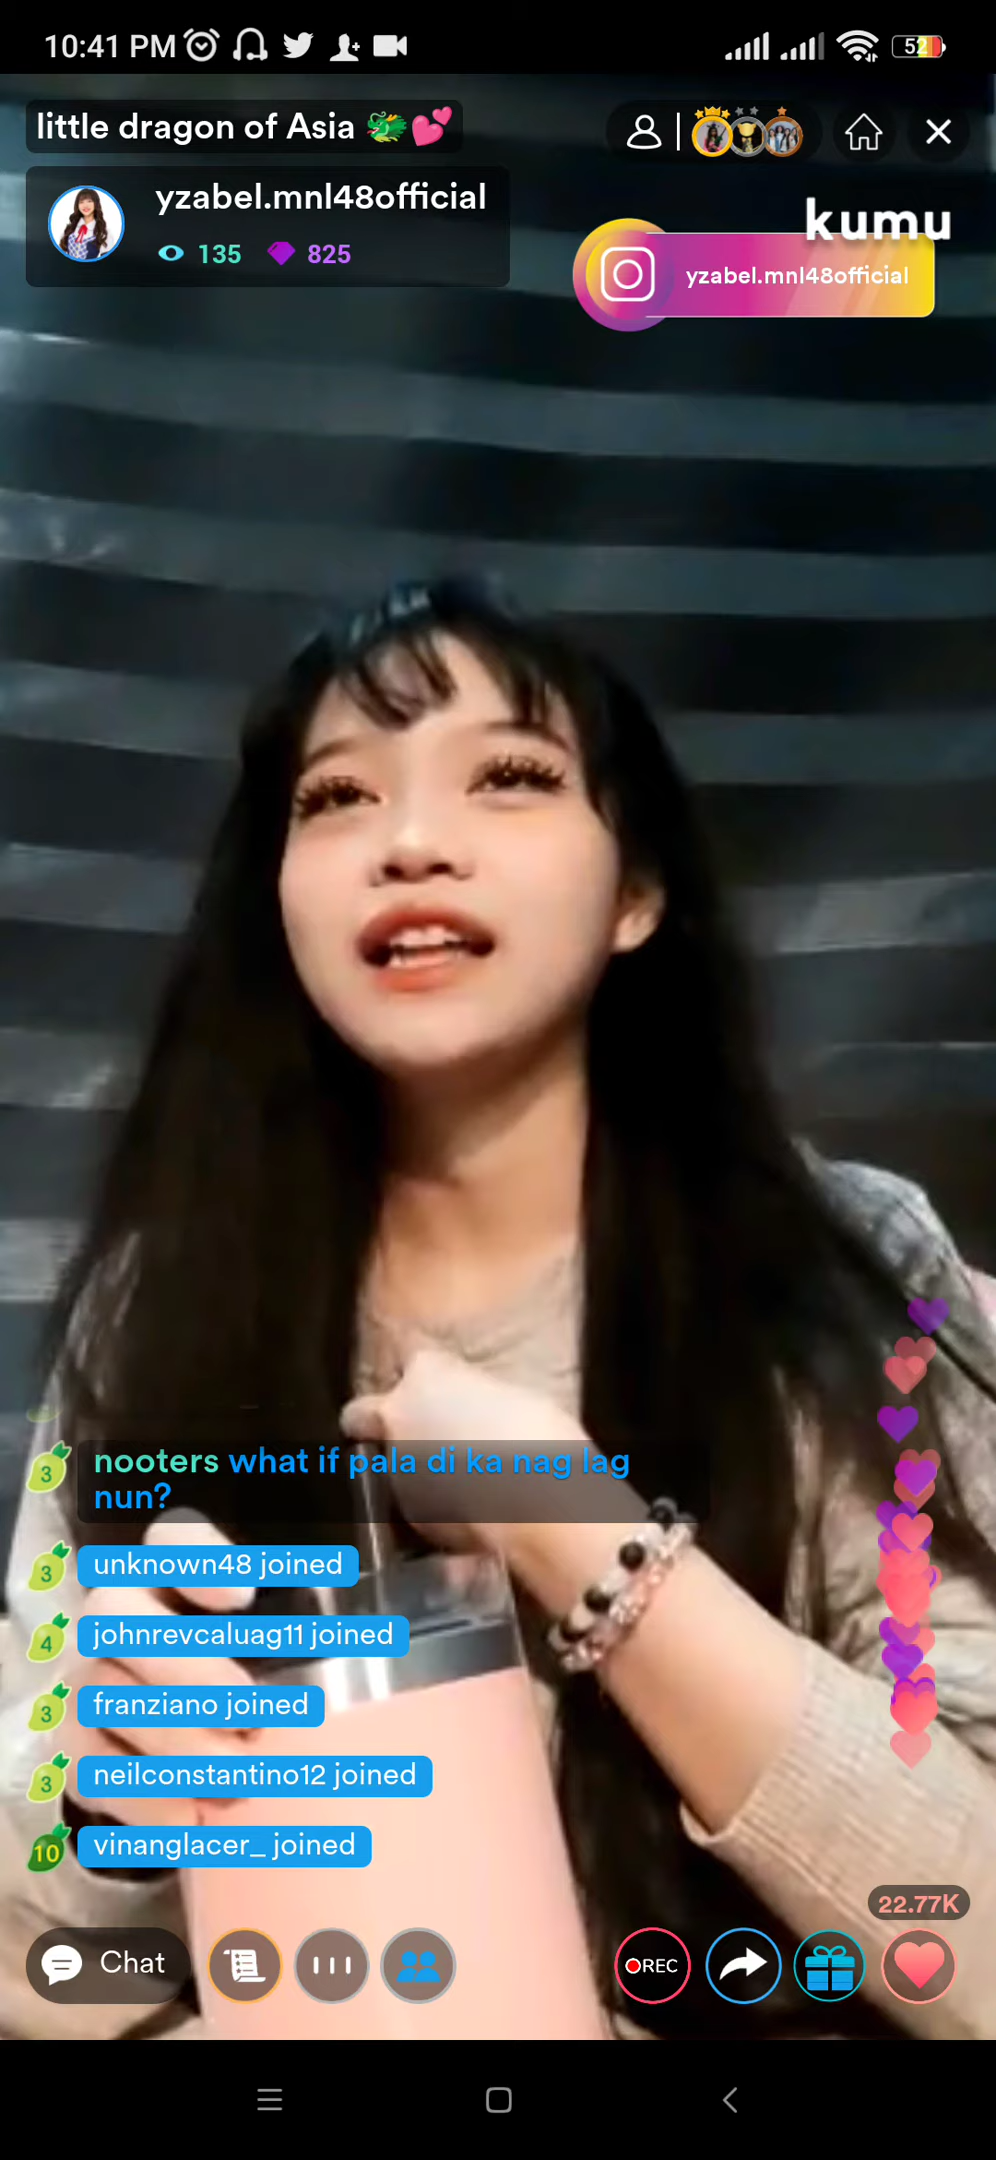 10:41 PM
52
little dragon of Asia 🐲💕
yzabel.mnl48official
135 825
kumu
yzabel.mnl48official
nooters what if pala di ka nag lag
nun?
3
3
unknown48 joined
4
johnrevcaluag11 joined
3
franziano joined
3
neilconstantino12 joined
10
vinanglacer_ joined
22.77K
Chat
REC